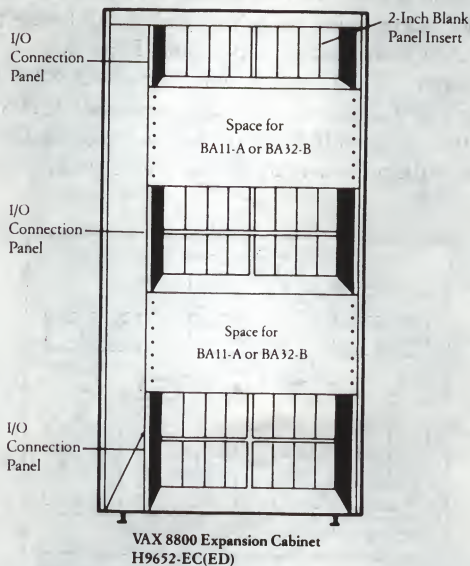 I/O
Connection
Panel
2-Inch Blank
Panel Insert
Space for
BA11-A or BA32-B
I/O
Connection
Panel
Space for
BA11-A or BA32-B
I/O
Connection
Panel
VAX 8800 Expansion Cabinet
H9652-EC(ED)